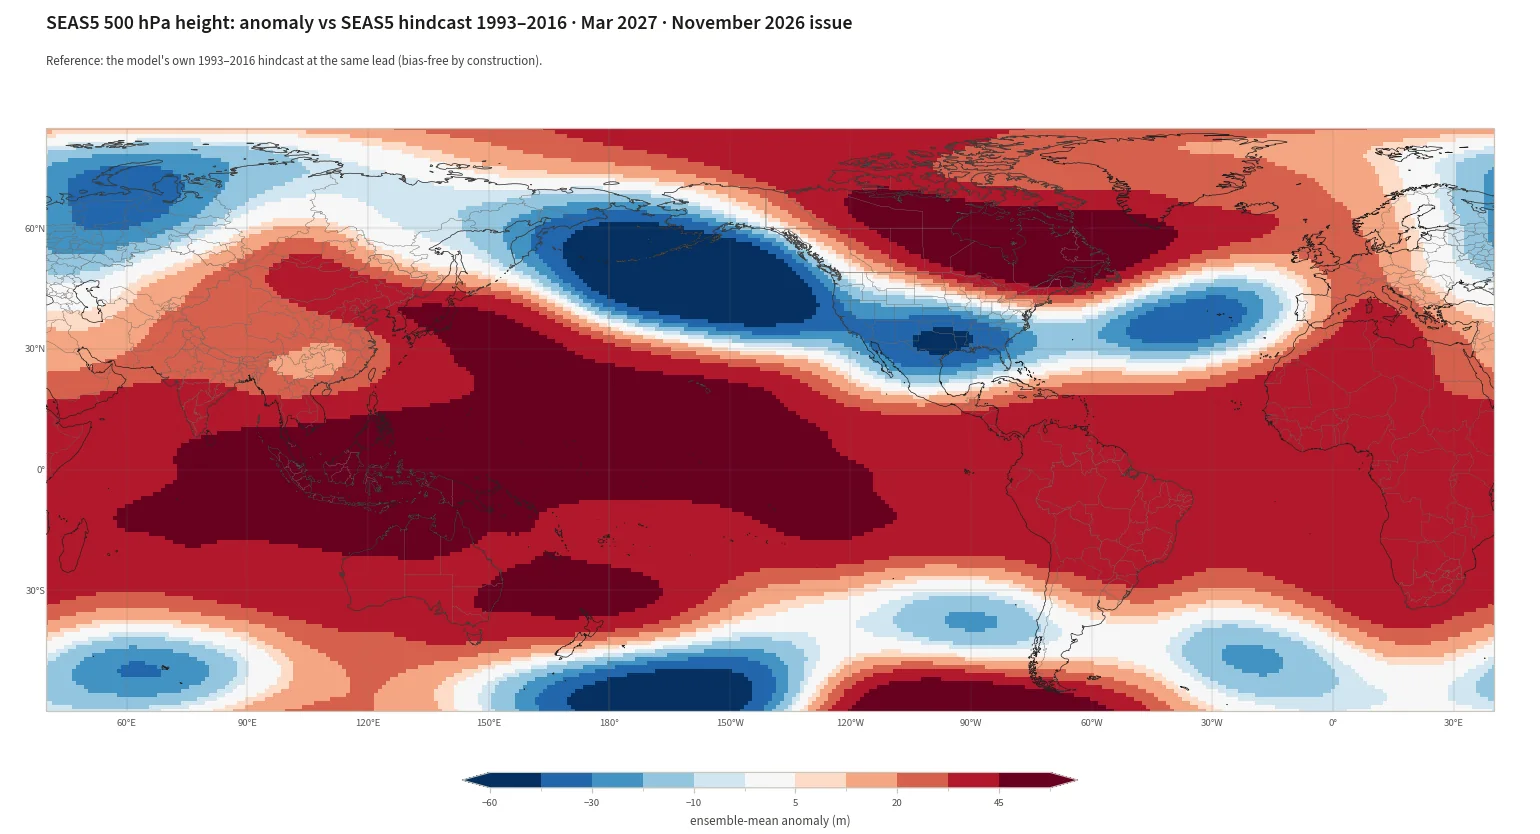 SEAS5 500 hPa height: anomaly vs SEAS5 hindcast 1993–2016 · Mar 2027 · November 2026 issue
Reference: the model's own 1993–2016 hindcast at the same lead (bias-free by construction).
60°N
30°N
0°
30°S
60°E 90°E 120°E 150°E 180° 150°W 120°W 90°W 60°W 30°W 0° 30°E
−60 −30 −10 5 20 45
ensemble-mean anomaly (m)